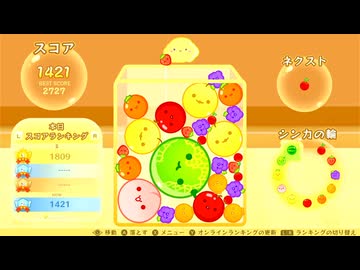 スコア
1421
BEST SCORE
2727
ネクスト
本日
L スコアランキング R
1809
1421
シンカの輪
移動 A 落とす Y メニュー オンラインランキングの更新 L/R ランキングの切り替え